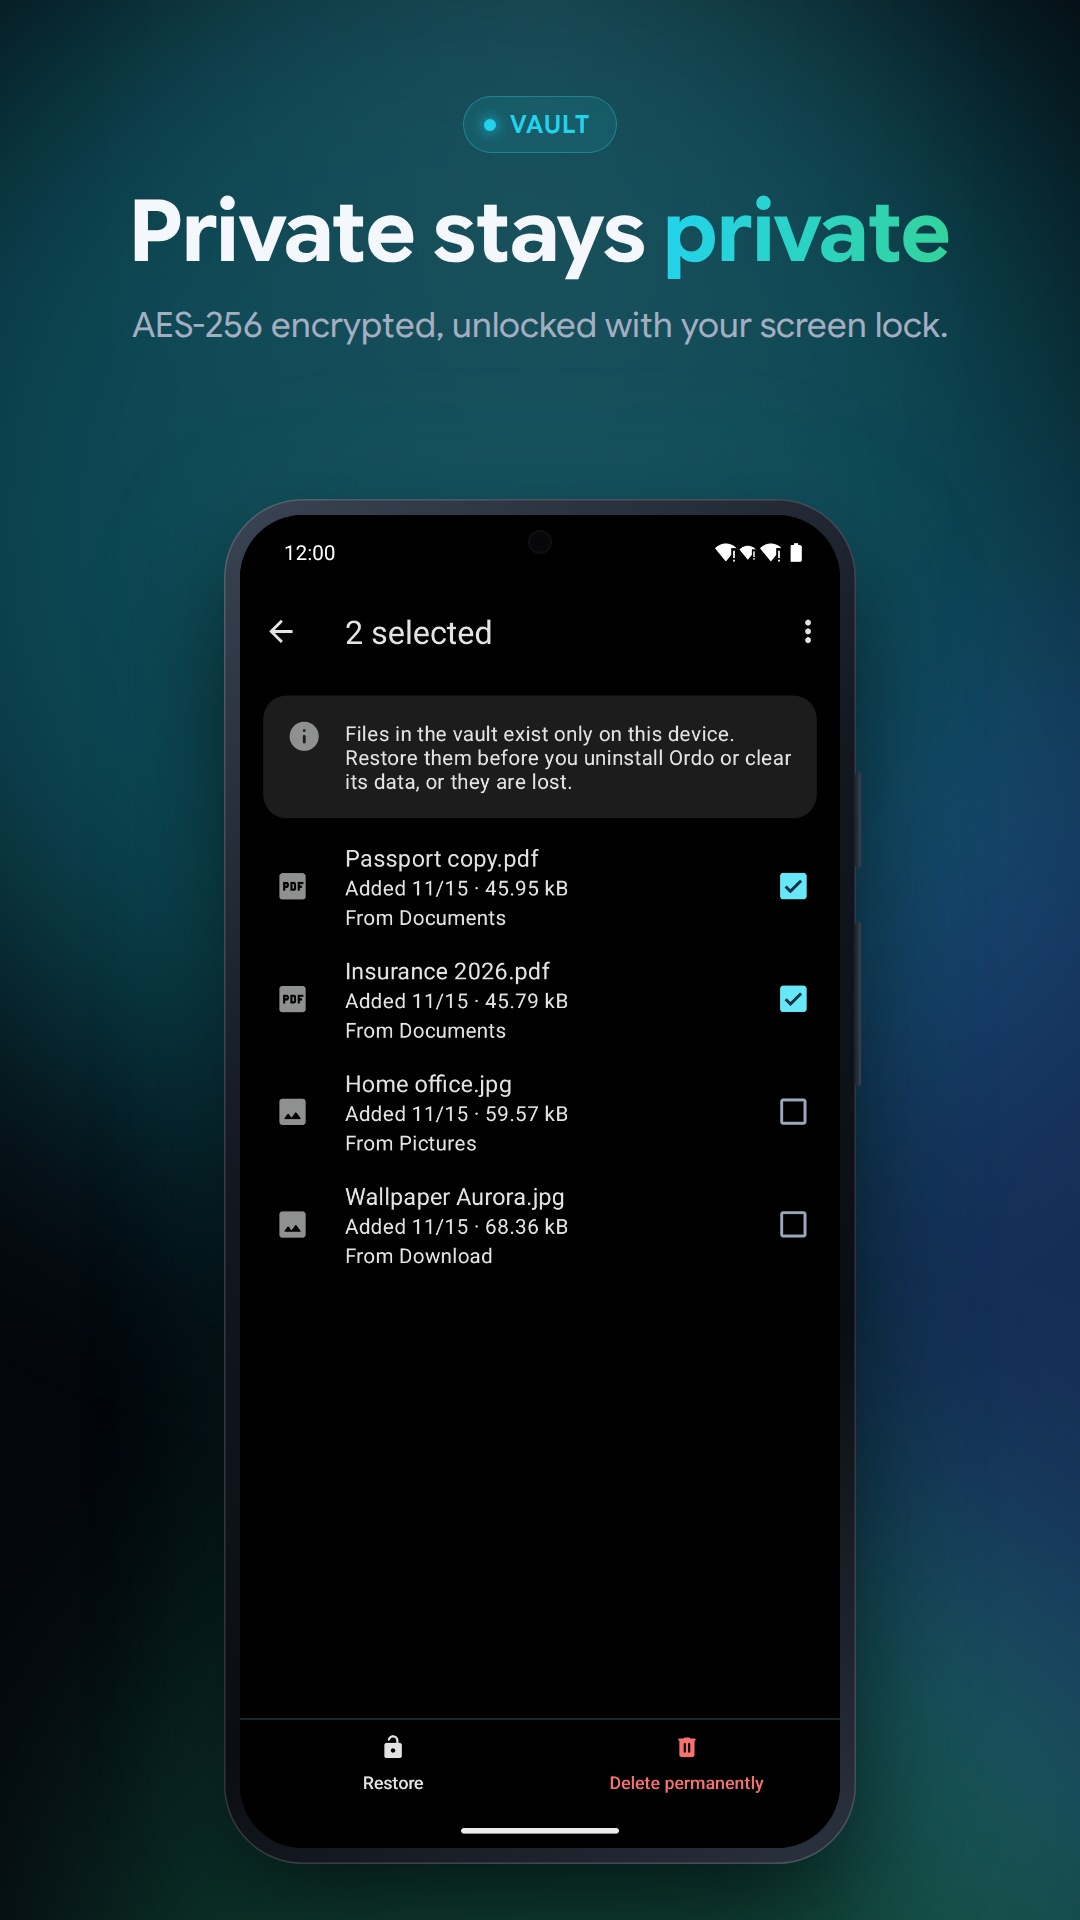 VAULT
Private stays private
AES-256 encrypted, unlocked with your screen lock.
12:00
2 selected
Files in the vault exist only on this device.
Restore them before you uninstall Ordo or clear
its data, or they are lost.
Passport copy.pdf
PDF
Added 11/15 · 45.95 kB
From Documents
Insurance 2026.pdf
PDF
Added 11/15 · 45.79 kB
From Documents
Home office.jpg
Added 11/15 · 59.57 kB
From Pictures
Wallpaper Aurora.jpg
Added 11/15 · 68.36 kB
From Download
Restore
Delete permanently